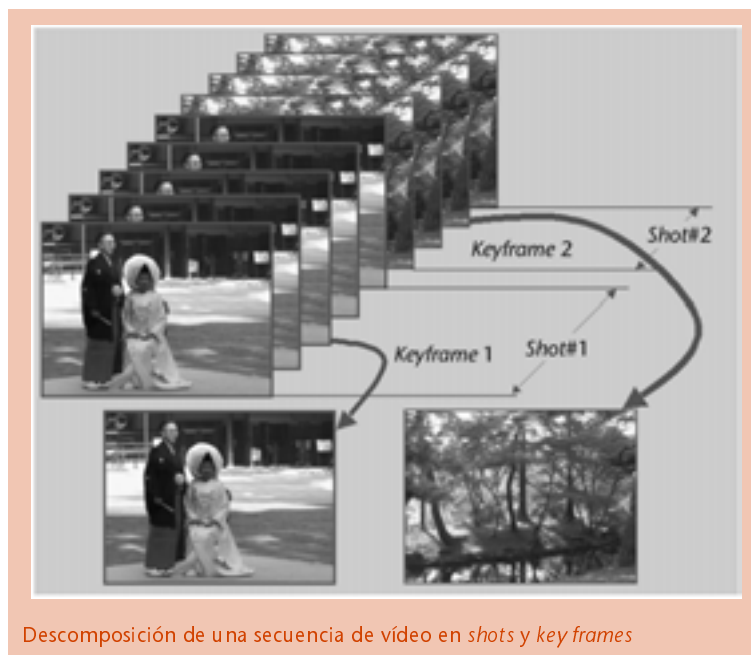 Shot#2
Keyframe 2
Shot#1
Keyframe 1
Descomposición de una secuencia de vídeo en shots y key frames